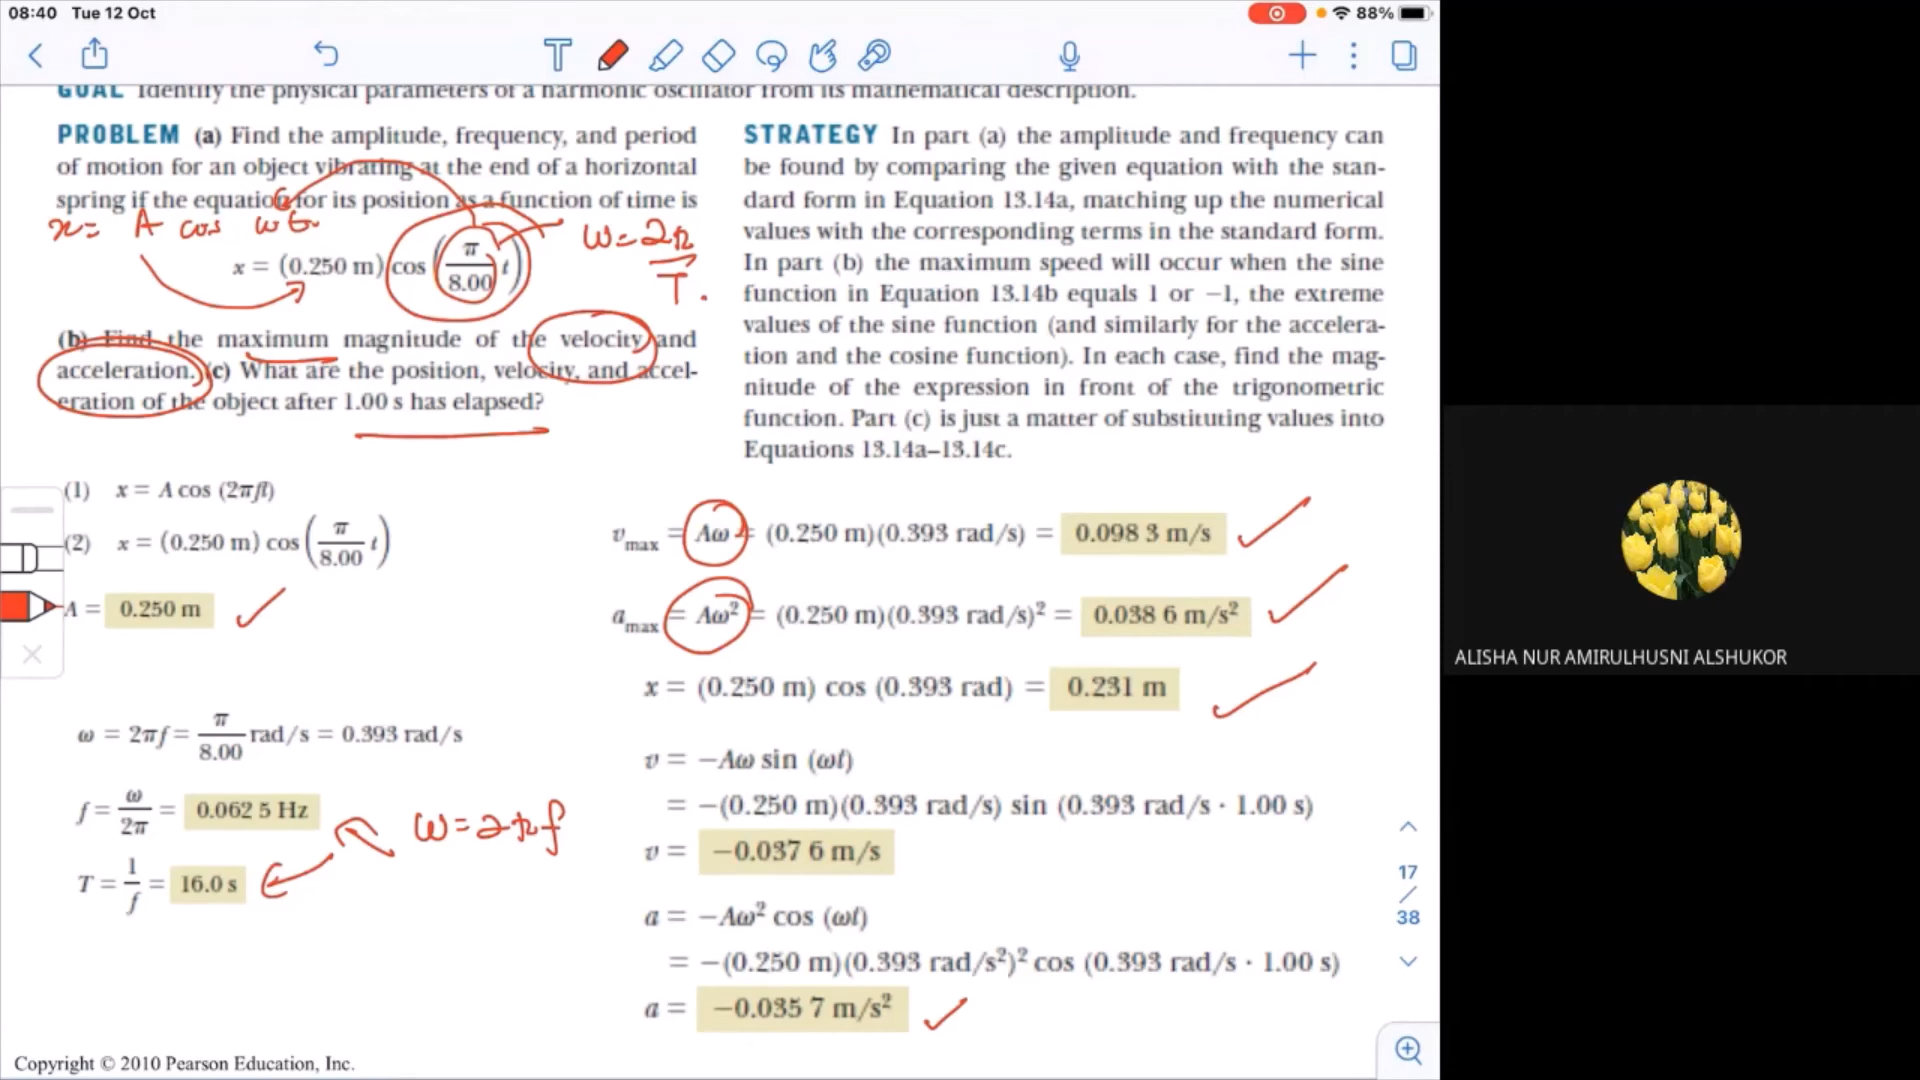 08:40 Tue 12 Oct
88%
GOAL Identify the physical parameters of a harmonic oscillator from its mathematical description.
PROBLEM (a) Find the amplitude, frequency, and period
of motion for an object vibrating at the end of a horizontal
spring if the equation for its position as a function of time is
x = A cos ωt
x = (0.250 m) cos (π/8.00 t)
ω = 2π/T.
(b) Find the maximum magnitude of the velocity and
acceleration. (c) What are the position, velocity, and accel-
eration of the object after 1.00 s has elapsed?
STRATEGY In part (a) the amplitude and frequency can
be found by comparing the given equation with the stan-
dard form in Equation 13.14a, matching up the numerical
values with the corresponding terms in the standard form.
In part (b) the maximum speed will occur when the sine
function in Equation 13.14b equals 1 or −1, the extreme
values of the sine function (and similarly for the accelera-
tion and the cosine function). In each case, find the mag-
nitude of the expression in front of the trigonometric
function. Part (c) is just a matter of substituting values into
Equations 13.14a–13.14c.
(1) x = A cos (2πft)
(2) x = (0.250 m) cos (π/8.00 t)
A = 0.250 m
ω = 2πf = π/8.00 rad/s = 0.393 rad/s
f = ω/2π = 0.062 5 Hz
ω = 2πf
T = 1/f = 16.0 s
vmax = Aω = (0.250 m)(0.393 rad/s) = 0.098 3 m/s
amax = Aω² = (0.250 m)(0.393 rad/s)² = 0.038 6 m/s²
x = (0.250 m) cos (0.393 rad) = 0.231 m
v = −Aω sin (ωt)
= −(0.250 m)(0.393 rad/s) sin (0.393 rad/s · 1.00 s)
v = −0.037 6 m/s
a = −Aω² cos (ωt)
= −(0.250 m)(0.393 rad/s²)² cos (0.393 rad/s · 1.00 s)
a = −0.035 7 m/s²
17
/
38
Copyright © 2010 Pearson Education, Inc.
ALISHA NUR AMIRULHUSNI ALSHUKOR